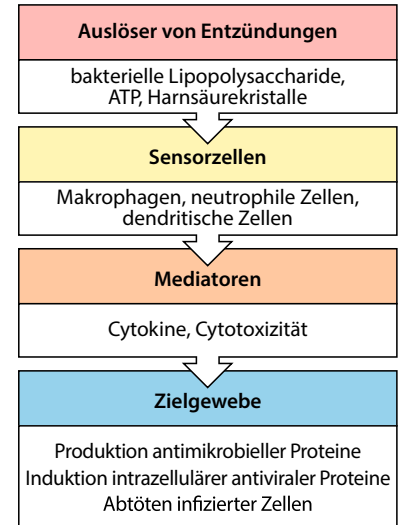 Auslöser von Entzündungen
bakterielle Lipopolysaccharide,
ATP, Harnsäurekristalle
Sensorzellen
Makrophagen, neutrophile Zellen,
dendritische Zellen
Mediatoren
Cytokine, Cytotoxizität
Zielgewebe
Produktion antimikrobieller Proteine
Induktion intrazellulärer antiviraler Proteine
Abtöten infizierter Zellen